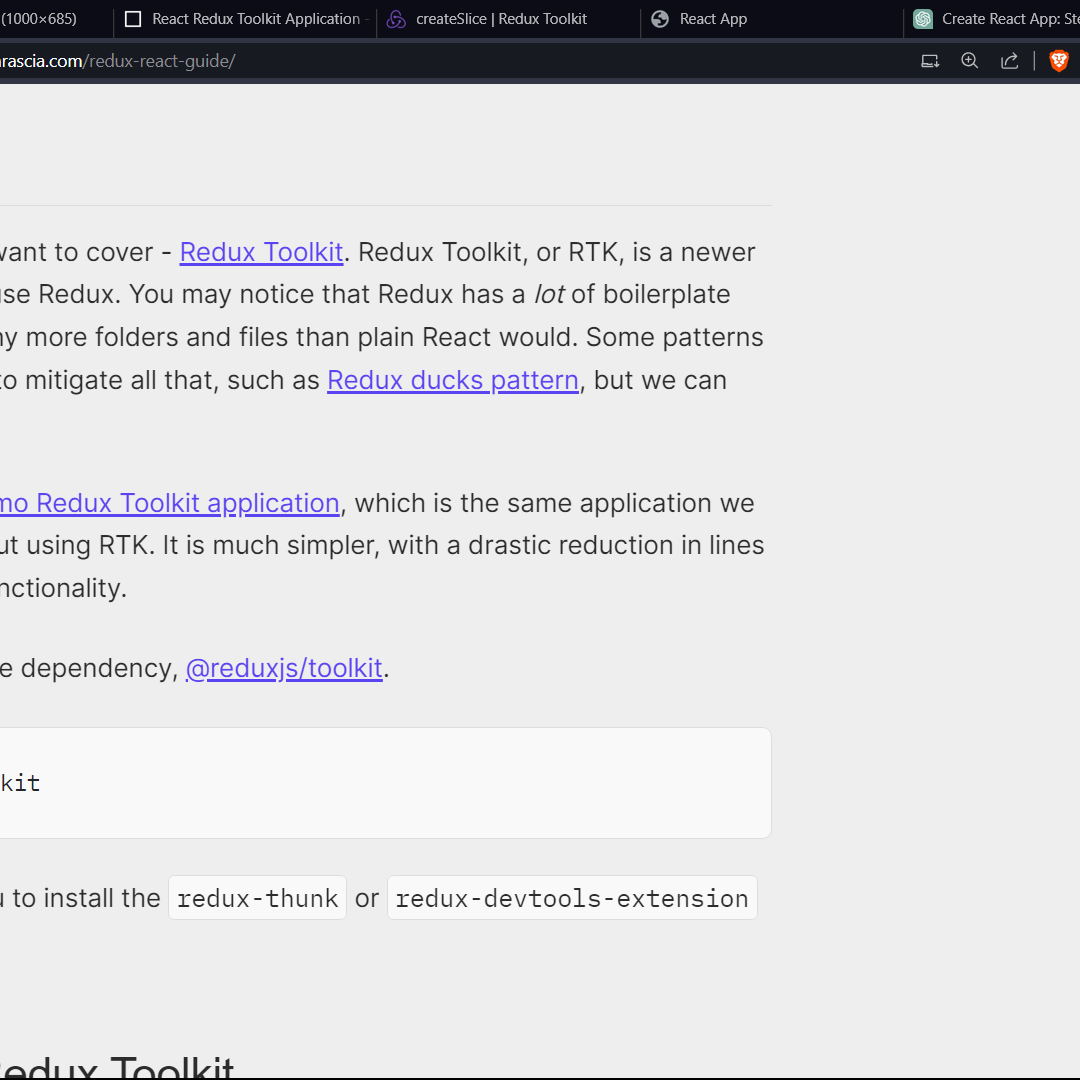 (1000×685)
React Redux Toolkit Application
createSlice | Redux Toolkit
React App
Create React App: Ste
rascia.com/redux-react-guide/
want to cover - Redux Toolkit. Redux Toolkit, or RTK, is a newer
use Redux. You may notice that Redux has a lot of boilerplate
ny more folders and files than plain React would. Some patterns
to mitigate all that, such as Redux ducks pattern, but we can
mo Redux Toolkit application, which is the same application we
ut using RTK. It is much simpler, with a drastic reduction in lines
nctionality.
e dependency, @reduxjs/toolkit.
kit
u to install the redux-thunk or redux-devtools-extension
Redux Toolkit